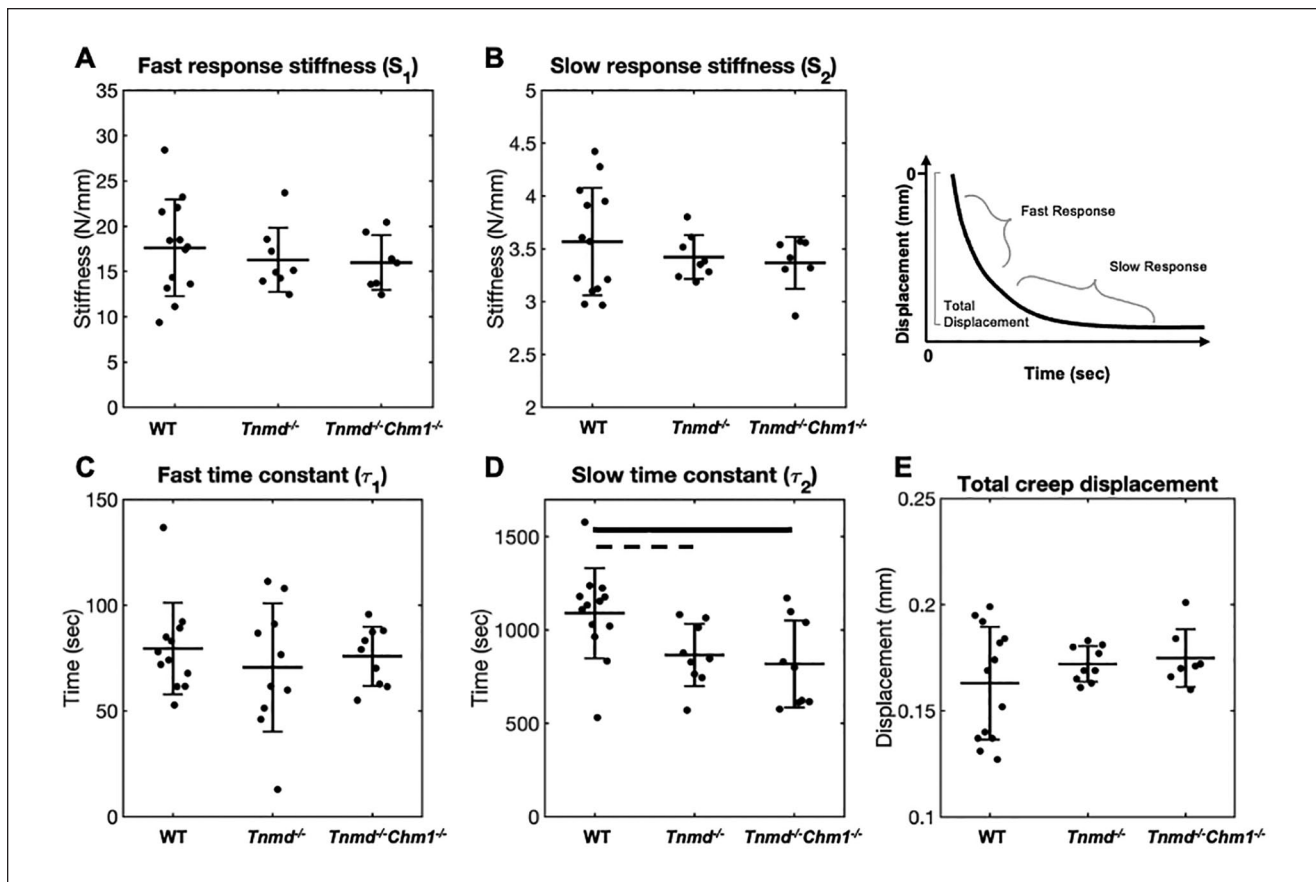 A
Fast response stiffness (S1)
Stiffness (N/mm)
35
30
25
20
15
10
5
0
WT
Tnmd-/-
Tnmd-/-Chm1-/-
B
Slow response stiffness (S2)
Stiffness (N/mm)
5
4.5
4
3.5
3
2.5
2
WT
Tnmd-/-
Tnmd-/-Chm1-/-
Displacement (mm)
0
Fast Response
Slow Response
Total
Displacement
0
Time (sec)
C
Fast time constant (τ1)
Time (sec)
150
100
50
0
WT
Tnmd-/-
Tnmd-/-Chm1-/-
D
Slow time constant (τ2)
Time (sec)
1500
1000
500
0
WT
Tnmd-/-
Tnmd-/-Chm1-/-
E
Total creep displacement
Displacement (mm)
0.25
0.2
0.15
0.1
WT
Tnmd-/-
Tnmd-/-Chm1-/-